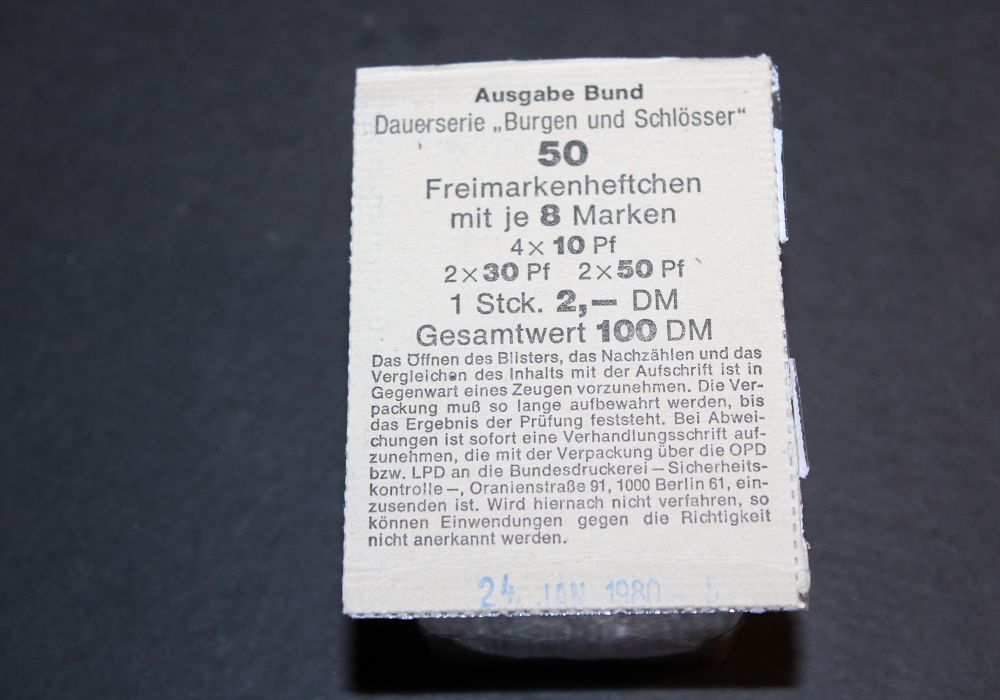 Ausgabe Bund
Dauerserie „Burgen und Schlösser“
50
Freimarkenheftchen
mit je 8 Marken
4 × 10 Pf
2 × 30 Pf 2 × 50 Pf
1 Stck. 2,— DM
Gesamtwert 100 DM
Das Öffnen des Blisters, das Nachzählen und das
Vergleichen des Inhalts mit der Aufschrift ist in
Gegenwart eines Zeugen vorzunehmen. Die Ver-
packung muß so lange aufbewahrt werden, bis
das Ergebnis der Prüfung feststeht. Bei Abwei-
chungen ist sofort eine Verhandlungsschrift auf-
zunehmen, die mit der Verpackung über die OPD
bzw. LPD an die Bundesdruckerei – Sicherheits-
kontrolle –, Oranienstraße 91, 1000 Berlin 61, ein-
zusenden ist. Wird hiernach nicht verfahren, so
können Einwendungen gegen die Richtigkeit
nicht anerkannt werden.
24. JAN 1980 5